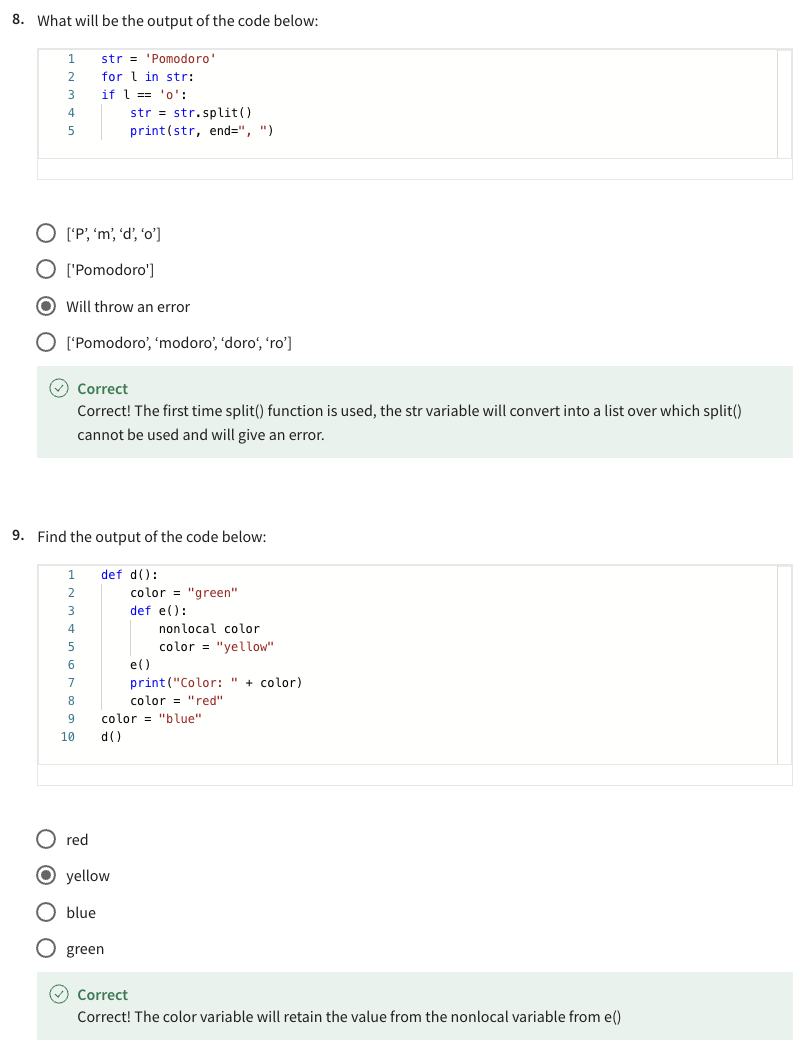 8. What will be the output of the code below:
1 str = 'Pomodoro'
2 for l in str:
3 if l == 'o':
4     str = str.split()
5     print(str, end=", ")
[‘P’, ‘m’, ‘d’, ‘o’]
['Pomodoro']
Will throw an error
[‘Pomodoro’, ‘modoro’, ‘doro‘, ‘ro’]
Correct
Correct! The first time split() function is used, the str variable will convert into a list over which split()
cannot be used and will give an error.
9. Find the output of the code below:
1 def d():
2     color = "green"
3     def e():
4         nonlocal color
5         color = "yellow"
6     e()
7     print("Color: " + color)
8     color = "red"
9 color = "blue"
10 d()
red
yellow
blue
green
Correct
Correct! The color variable will retain the value from the nonlocal variable from e()